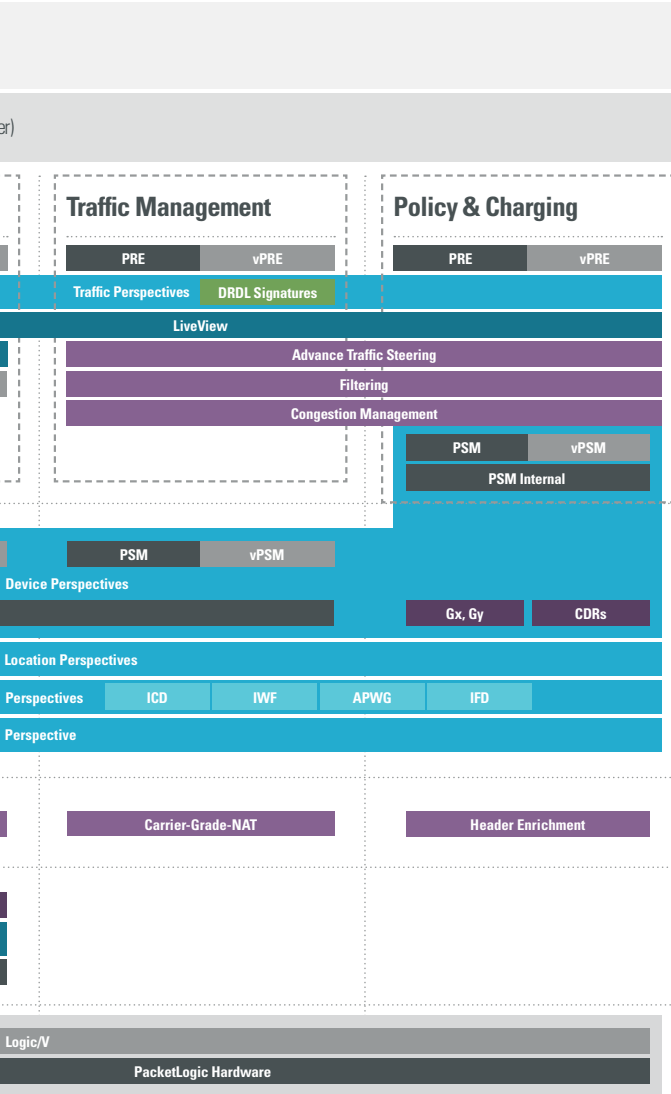 er)
Traffic Management
Policy & Charging
PRE vPRE PRE vPRE
Traffic Perspectives DRDL Signatures
LiveView
Advance Traffic Steering
Filtering
Congestion Management
PSM vPSM
PSM Internal
PSM vPSM
Device Perspectives
Gx, Gy CDRs
Location Perspectives
Perspectives ICD IWF APWG IFD
Perspective
Carrier-Grade-NAT Header Enrichment
Logic/V
PacketLogic Hardware